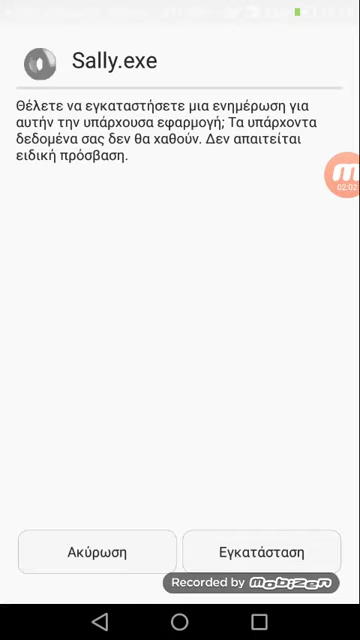 Sally.exe
Θέλετε να εγκαταστήσετε μια ενημέρωση για
αυτήν την υπάρχουσα εφαρμογή; Τα υπάρχοντα
δεδομένα σας δεν θα χαθούν. Δεν απαιτείται
ειδική πρόσβαση.
02:02
Ακύρωση
Εγκατάσταση
Recorded by mobizen